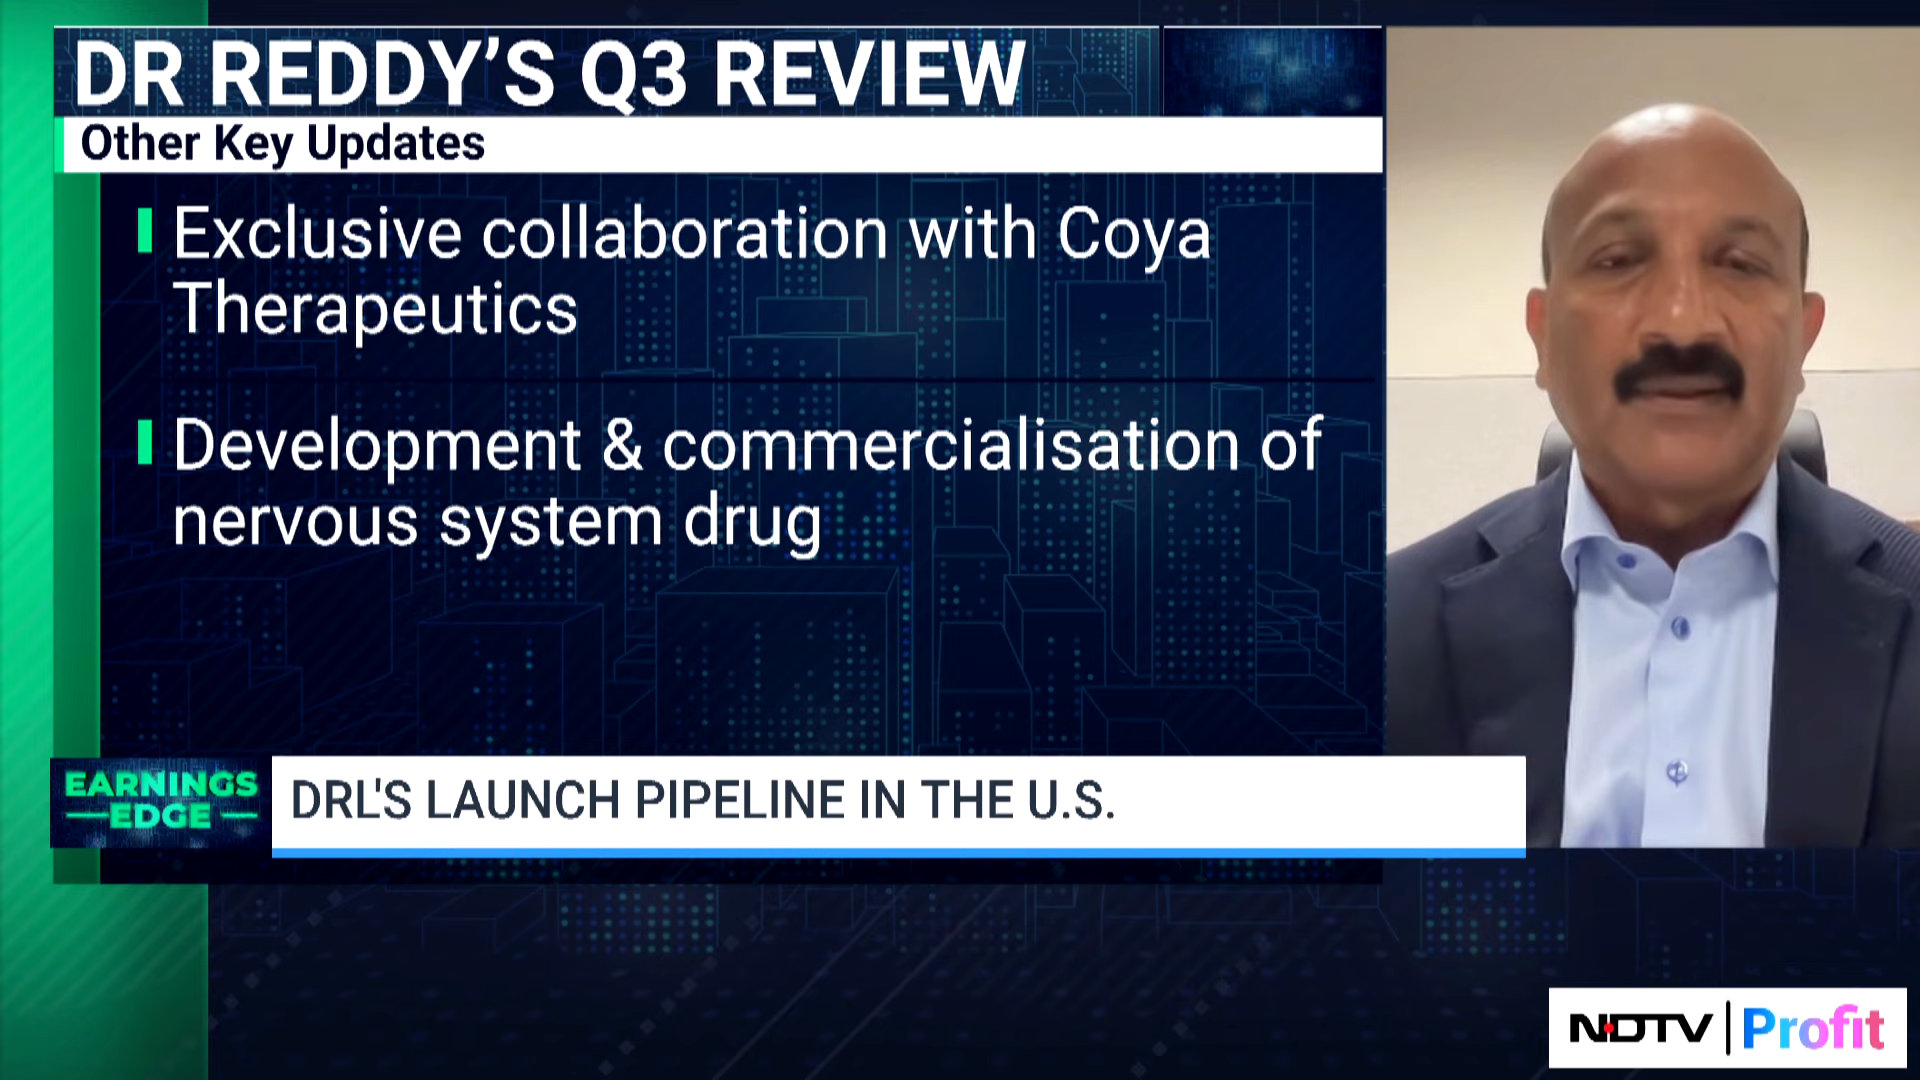 DR REDDY’S Q3 REVIEW
Other Key Updates
Exclusive collaboration with Coya
Therapeutics
Development & commercialisation of
nervous system drug
EARNINGS
EDGE
DRL'S LAUNCH PIPELINE IN THE U.S.
NDTV Profit